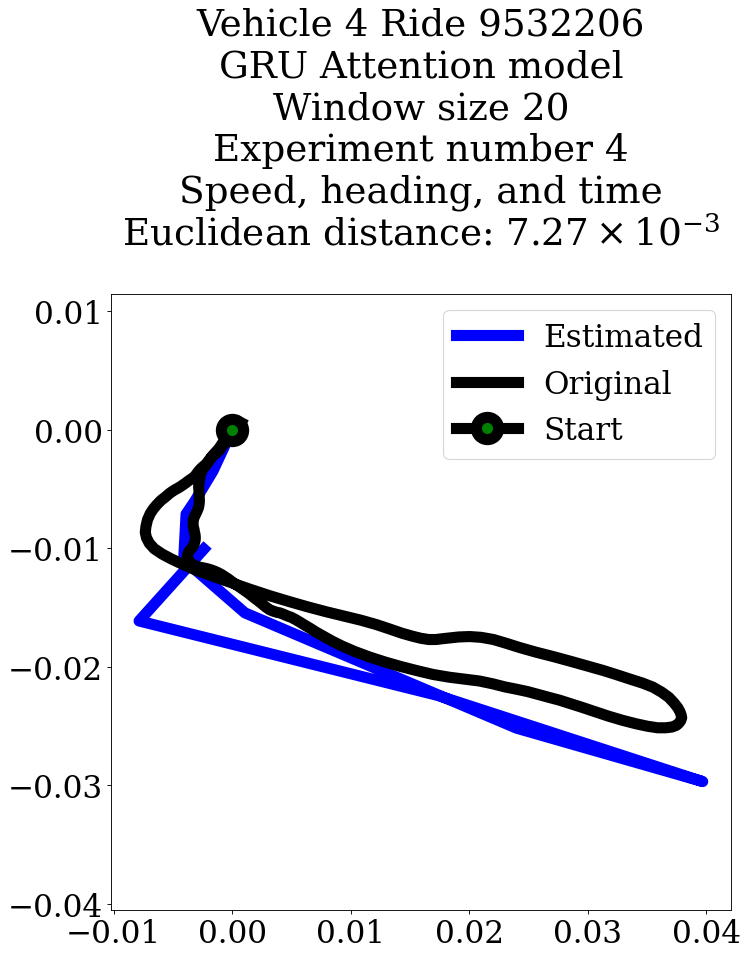 Vehicle 4 Ride 9532206
GRU Attention model
Window size 20
Experiment number 4
Speed, heading, and time
Euclidean distance: 7.27 × 10⁻³
Estimated
Original
Start
0.01
0.00
−0.01
−0.02
−0.03
−0.04
−0.01 0.00 0.01 0.02 0.03 0.04